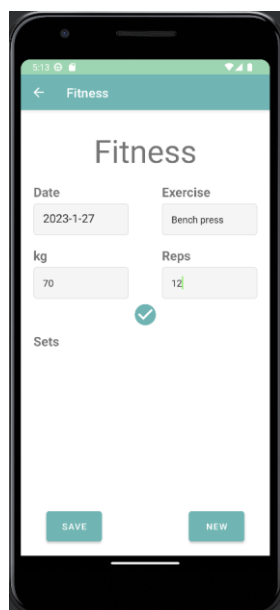 5:13
Fitness
Fitness
Date Exercise
2023-1-27 Bench press
kg Reps
70 12
Sets
SAVE NEW